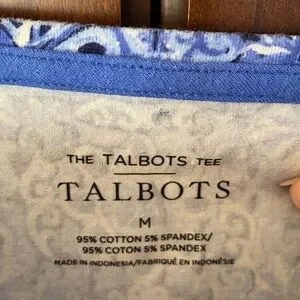 THE TALBOTS TEE
TALBOTS
M
95% COTTON 5% SPANDEX/
95% COTON 5% SPANDEX
MADE IN INDONESIA/FABRIQUÉ EN INDONÉSIE